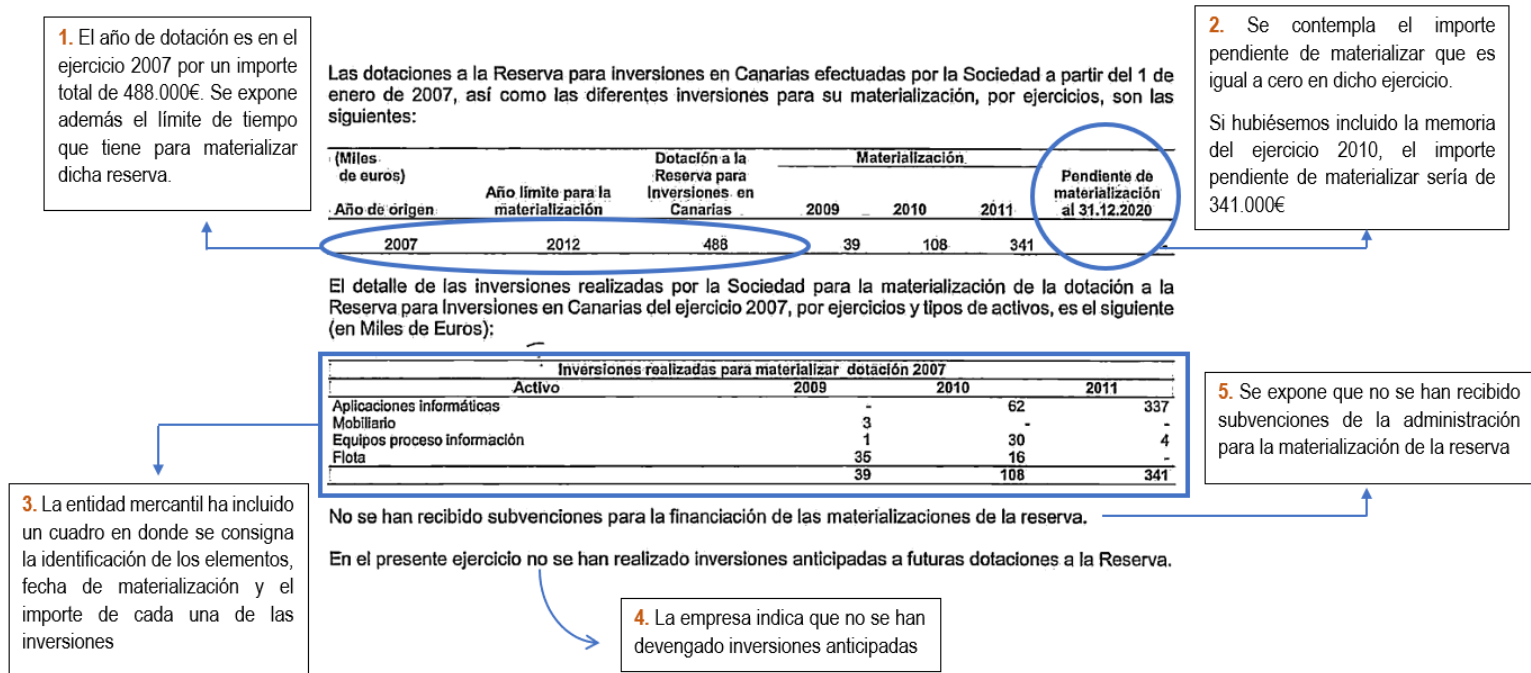 1. El año de dotación es en el
ejercicio 2007 por un importe
total de 488.000€. Se expone
además el límite de tiempo
que tiene para materializar
dicha reserva.
2. Se contempla el importe
pendiente de materializar que es
igual a cero en dicho ejercicio.
Si hubiésemos incluido la memoria
del ejercicio 2010, el importe
pendiente de materializar sería de
341.000€
Las dotaciones a la Reserva para inversiones en Canarias efectuadas por la Sociedad a partir del 1 de
enero de 2007, así como las diferentes inversiones para su materialización, por ejercicios, son las
siguientes:
(Miles de euros) Año de origen
Año límite para la materialización
Dotación a la Reserva para Inversiones en Canarias
Materialización
2009 2010 2011
Pendiente de materialización al 31.12.2020
2007 2012 488 39 108 341 -
El detalle de las inversiones realizadas por la Sociedad para la materialización de la dotación a la
Reserva para Inversiones en Canarias del ejercicio 2007, por ejercicios y tipos de activos, es el siguiente
(en Miles de Euros):
Inversiones realizadas para materializar dotación 2007
Activo 2009 2010 2011
Aplicaciones informáticas - 62 337
Mobiliario 3 - -
Equipos proceso información 1 30 4
Flota 35 16 -
39 108 341
5. Se expone que no se han recibido
subvenciones de la administración
para la materialización de la reserva
3. La entidad mercantil ha incluido
un cuadro en donde se consigna
la identificación de los elementos,
fecha de materialización y el
importe de cada una de las
inversiones
No se han recibido subvenciones para la financiación de las materializaciones de la reserva.
En el presente ejercicio no se han realizado inversiones anticipadas a futuras dotaciones a la Reserva.
4. La empresa indica que no se han
devengado inversiones anticipadas